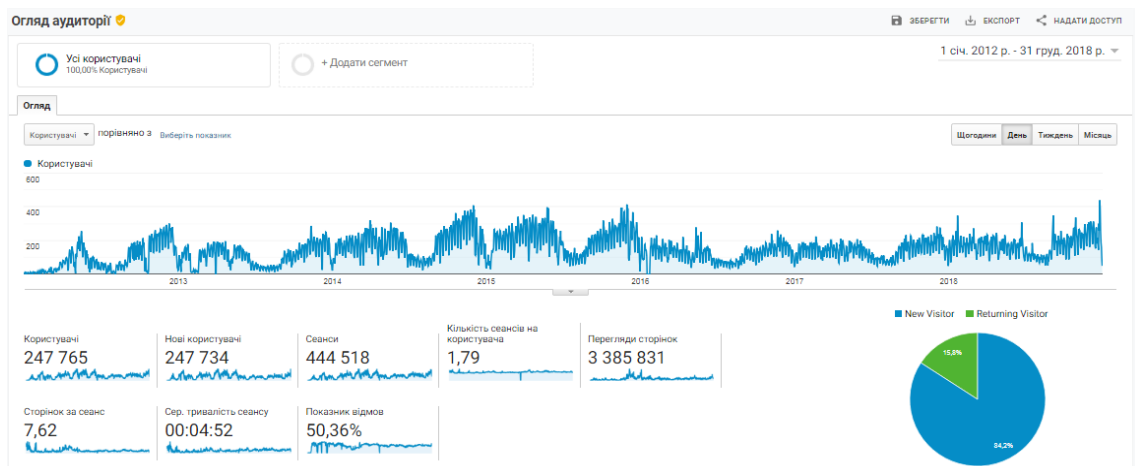 Огляд аудиторії
ЗБЕРЕГТИ ЕКСПОРТ НАДАТИ ДОСТУП
Усі користувачі
100,00% Користувачі
+ Додати сегмент
1 січ. 2012 р. - 31 груд. 2018 р.
Огляд
Користувачі порівняно з Виберіть показник
Щогодини День Тиждень Місяць
Користувачі
600
400
200
2013 2014 2015 2016 2017 2018
New Visitor Returning Visitor
Користувачі
247 765
Нові користувачі
247 734
Сеанси
444 518
Кількість сеансів на
користувача
1,79
Перегляди сторінок
3 385 831
Сторінок за сеанс
7,62
Сер. тривалість сеансу
00:04:52
Показник відмов
50,36%
15,8%
84,2%